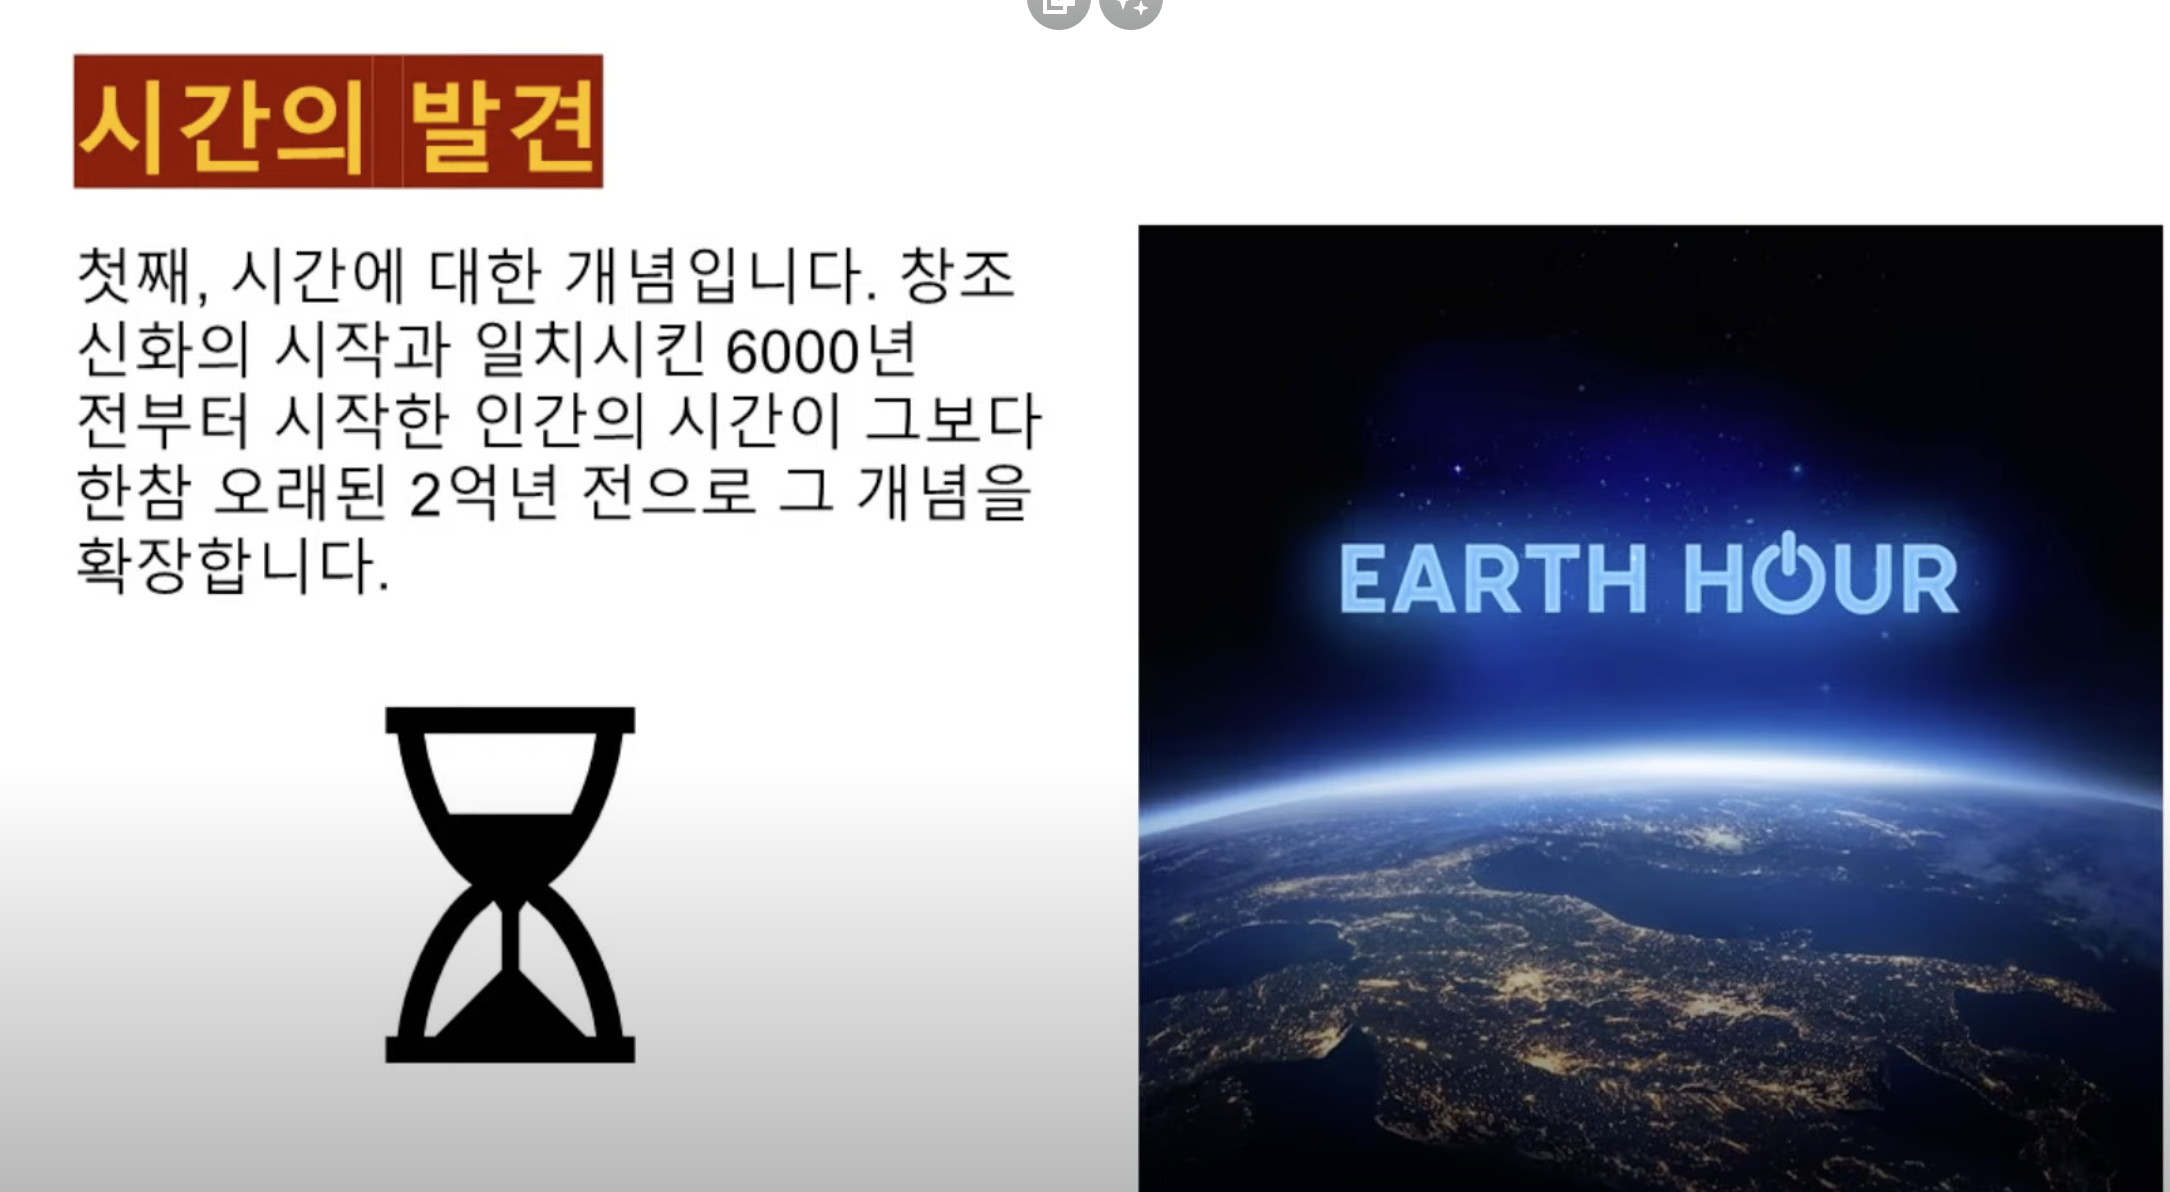 시간의 발견
첫째, 시간에 대한 개념입니다. 창조
신화의 시작과 일치시킨 6000년
전부터 시작한 인간의 시간이 그보다
한참 오래된 2억년 전으로 그 개념을
확장합니다.
EARTH HOUR